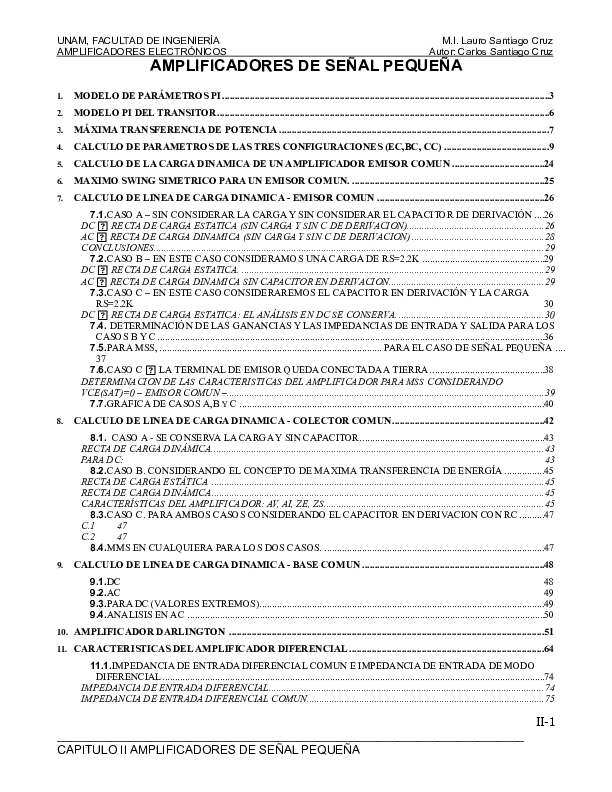 UNAM, FACULTAD DE INGENIERÍA M.I. Lauro Santiago Cruz
AMPLIFICADORES ELECTRÓNICOS Autor: Carlos Santiago Cruz
AMPLIFICADORES DE SEÑAL PEQUEÑA
1. MODELO DE PARÁMETROS PI...3
2. MODELO PI DEL TRANSITOR...6
3. MÁXIMA TRANSFERENCIA DE POTENCIA...7
4. CALCULO DE PARAMETROS DE LAS TRES CONFIGURACIONES (EC,BC, CC)...9
5. CALCULO DE LA CARGA DINAMICA DE UN AMPLIFICADOR EMISOR COMUN...24
6. MAXIMO SWING SIMETRICO PARA UN EMISOR COMUN....25
7. CALCULO DE LINEA DE CARGA DINAMICA - EMISOR COMUN...26
7.1.CASO A – SIN CONSIDERAR LA CARGA Y SIN CONSIDERAR EL CAPACITOR DE DERIVACIÓN ....26
DC ? RECTA DE CARGA ESTATICA (SIN CARGA Y SIN C DE DERIVACION)...26
AC ? RECTA DE CARGA DINAMICA (SIN CARGA Y SIN C DE DERIVACION)...28
CONCLUSIONES...29
7.2.CASO B – EN ESTE CASO CONSIDERAMOS UNA CARGA DE RS=2.2K...29
DC ? RECTA DE CARGA ESTATICA....29
AC ? RECTA DE CARGA DINAMICA SIN CAPACITOR EN DERIVACION...29
7.3.CASO C – EN ESTE CASO CONSIDERAREMOS EL CAPACITOR EN DERIVACIÓN Y LA CARGA
RS=2.2K 30
DC ? RECTA DE CARGA ESTATICA: EL ANÁLISIS EN DC SE CONSERVA....30
7.4. DETERMINACIÓN DE LAS GANANCIAS Y LAS IMPEDANCIAS DE ENTRADA Y SALIDA PARA LOS
CASOS B Y C...36
7.5.PARA MSS, ... PARA EL CASO DE SEÑAL PEQUEÑA ....
37
7.6.CASO C ? LA TERMINAL DE EMISOR QUEDA CONECTADA A TIERRA...38
DETERMINACION DE LAS CARACTERISTICAS DEL AMPLIFICADOR PARA MSS CONSIDERANDO
VCE(SAT)=0 – EMISOR COMUN –...39
7.7.GRAFICA DE CASOS A,B Y C...40
8. CALCULO DE LINEA DE CARGA DINAMICA - COLECTOR COMUN...42
8.1. CASO A - SE CONSERVA LA CARGA Y SIN CAPACITOR...43
RECTA DE CARGA DINÁMICA...43
PARA DC: 43
8.2.CASO B. CONSIDERANDO EL CONCEPTO DE MAXIMA TRANSFERENCIA DE ENERGÍA...45
RECTA DE CARGA ESTÁTICA...45
RECTA DE CARGA DINÁMICA...45
CARACTERÍSTICAS DEL AMPLIFICADOR: AV, AI, ZE, ZS...45
8.3.CASO C. PARA AMBOS CASOS CONSIDERANDO EL CAPACITOR EN DERIVACION CON RC...47
C.1 47
C.2 47
8.4.MMS EN CUALQUIERA PARA LOS DOS CASOS....47
9. CALCULO DE LINEA DE CARGA DINAMICA - BASE COMUN...48
9.1.DC 48
9.2.AC 49
9.3.PARA DC (VALORES EXTREMOS)...49
9.4.ANALISIS EN AC...50
10. AMPLIFICADOR DARLINGTON...51
11. CARACTERISTICAS DEL AMPLIFICADOR DIFERENCIAL...64
11.1.IMPEDANCIA DE ENTRADA DIFERENCIAL COMUN E IMPEDANCIA DE ENTRADA DE MODO
DIFERENCIAL...74
IMPEDANCIA DE ENTRADA DIFERENCIAL...74
IMPEDANCIA DE ENTRADA DIFERENCIAL COMUN...75
II-1
CAPITULO II AMPLIFICADORES DE SEÑAL PEQUEÑA